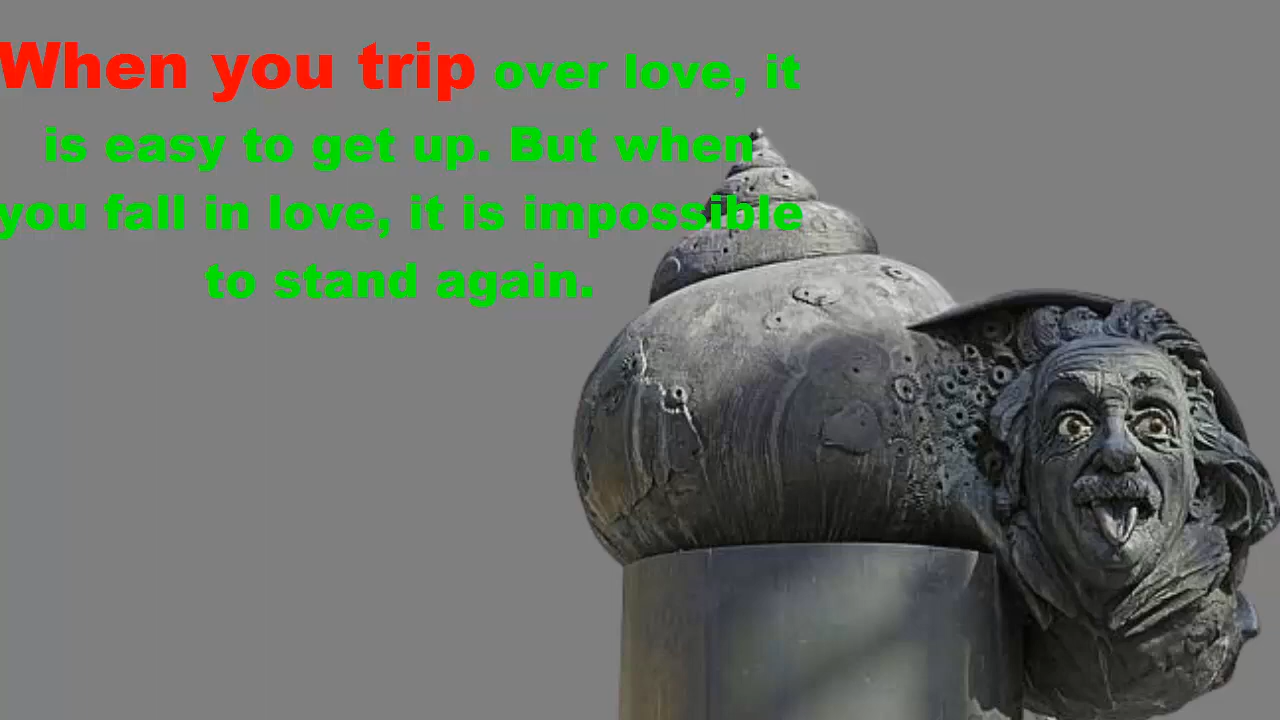 When you trip over love, it
is easy to get up. But when
you fall in love, it is impossible
to stand again.